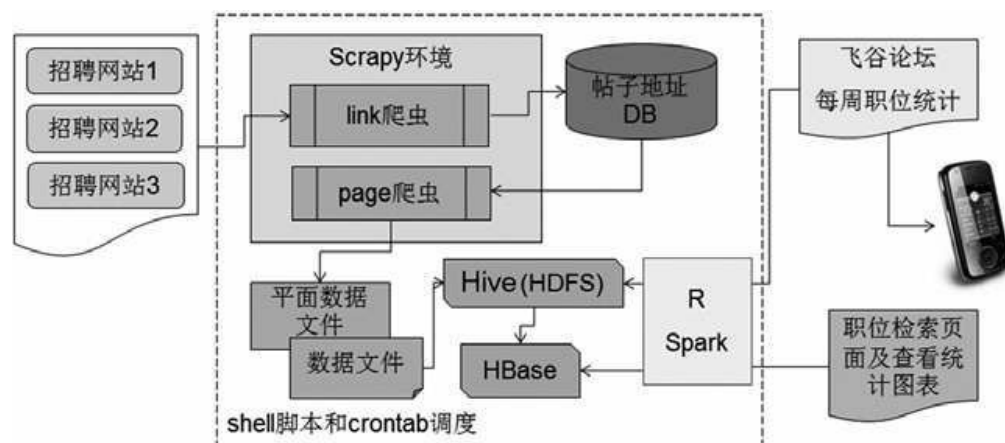 招聘网站1
招聘网站2
招聘网站3
Scrapy环境
link爬虫
page爬虫
帖子地址
DB
平面数据
文件
数据文件
Hive(HDFS)
HBase
R
Spark
shell脚本和crontab调度
飞谷论坛
每周职位统计
职位检索页
面及查看统
计图表